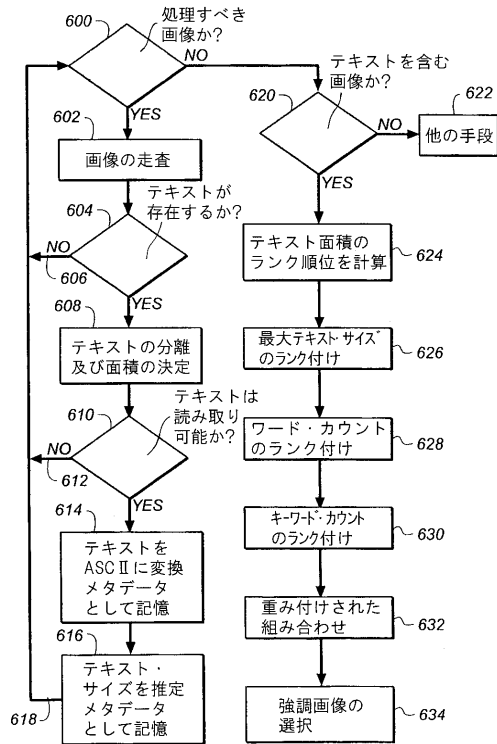 600
処理すべき
画像か?
NO
YES
602
画像の走査
604
テキストが
存在するか?
NO
606
YES
608
テキストの分離
及び面積の決定
610
テキストは
読み取り
可能か?
NO
612
YES
614
テキストを
ASCⅡに変換
メタデータ
として記憶
616
テキスト・
サイズを推定
メタデータ
として記憶
618
テキストを含む
画像か?
620
NO
YES
622
他の手段
テキスト面積の
ランク順位を計算
624
最大テキスト・サイズ
のランク付け
626
ワード・カウント
のランク付け
628
キーワード・カウント
のランク付け
630
重み付けされた
組み合わせ
632
強調画像の
選択
634